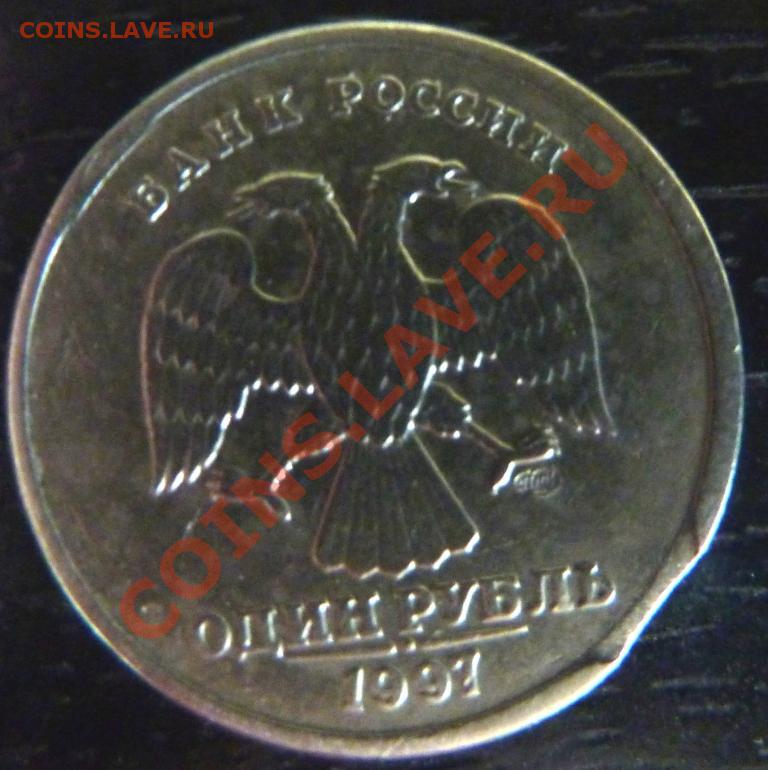 COINS.LAVE.RU
БАНК РОССИИ
COINS.LAVE.RU
ОДИН РУБЛЬ
1997